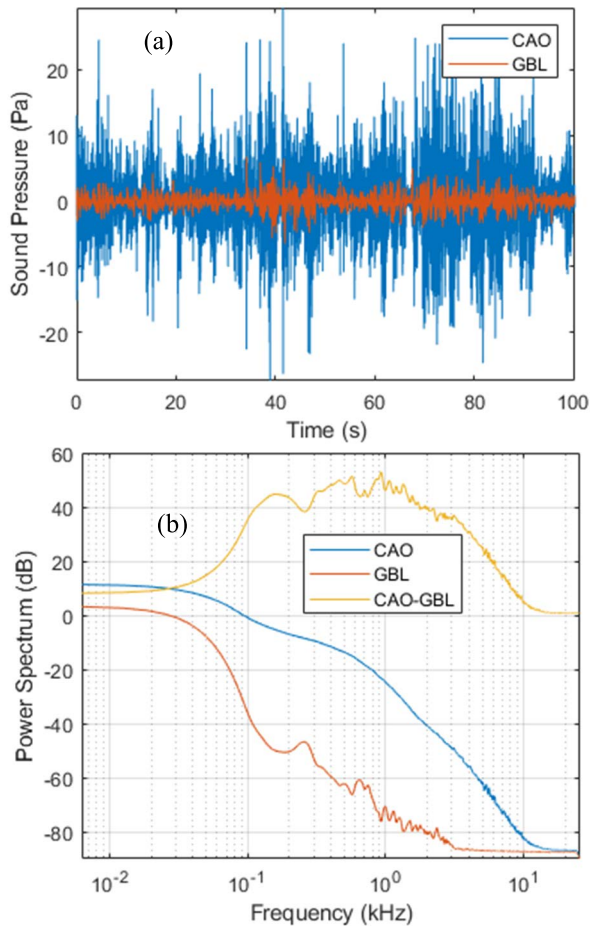 (a)
CAO
GBL
20
10
0
-10
-20
Sound Pressure (Pa)
0 20 40 60 80 100
Time (s)
60
40
20
0
-20
-40
-60
-80
Power Spectrum (dB)
(b)
CAO
GBL
CAO-GBL
10^-2 10^-1 10^0 10^1
Frequency (kHz)